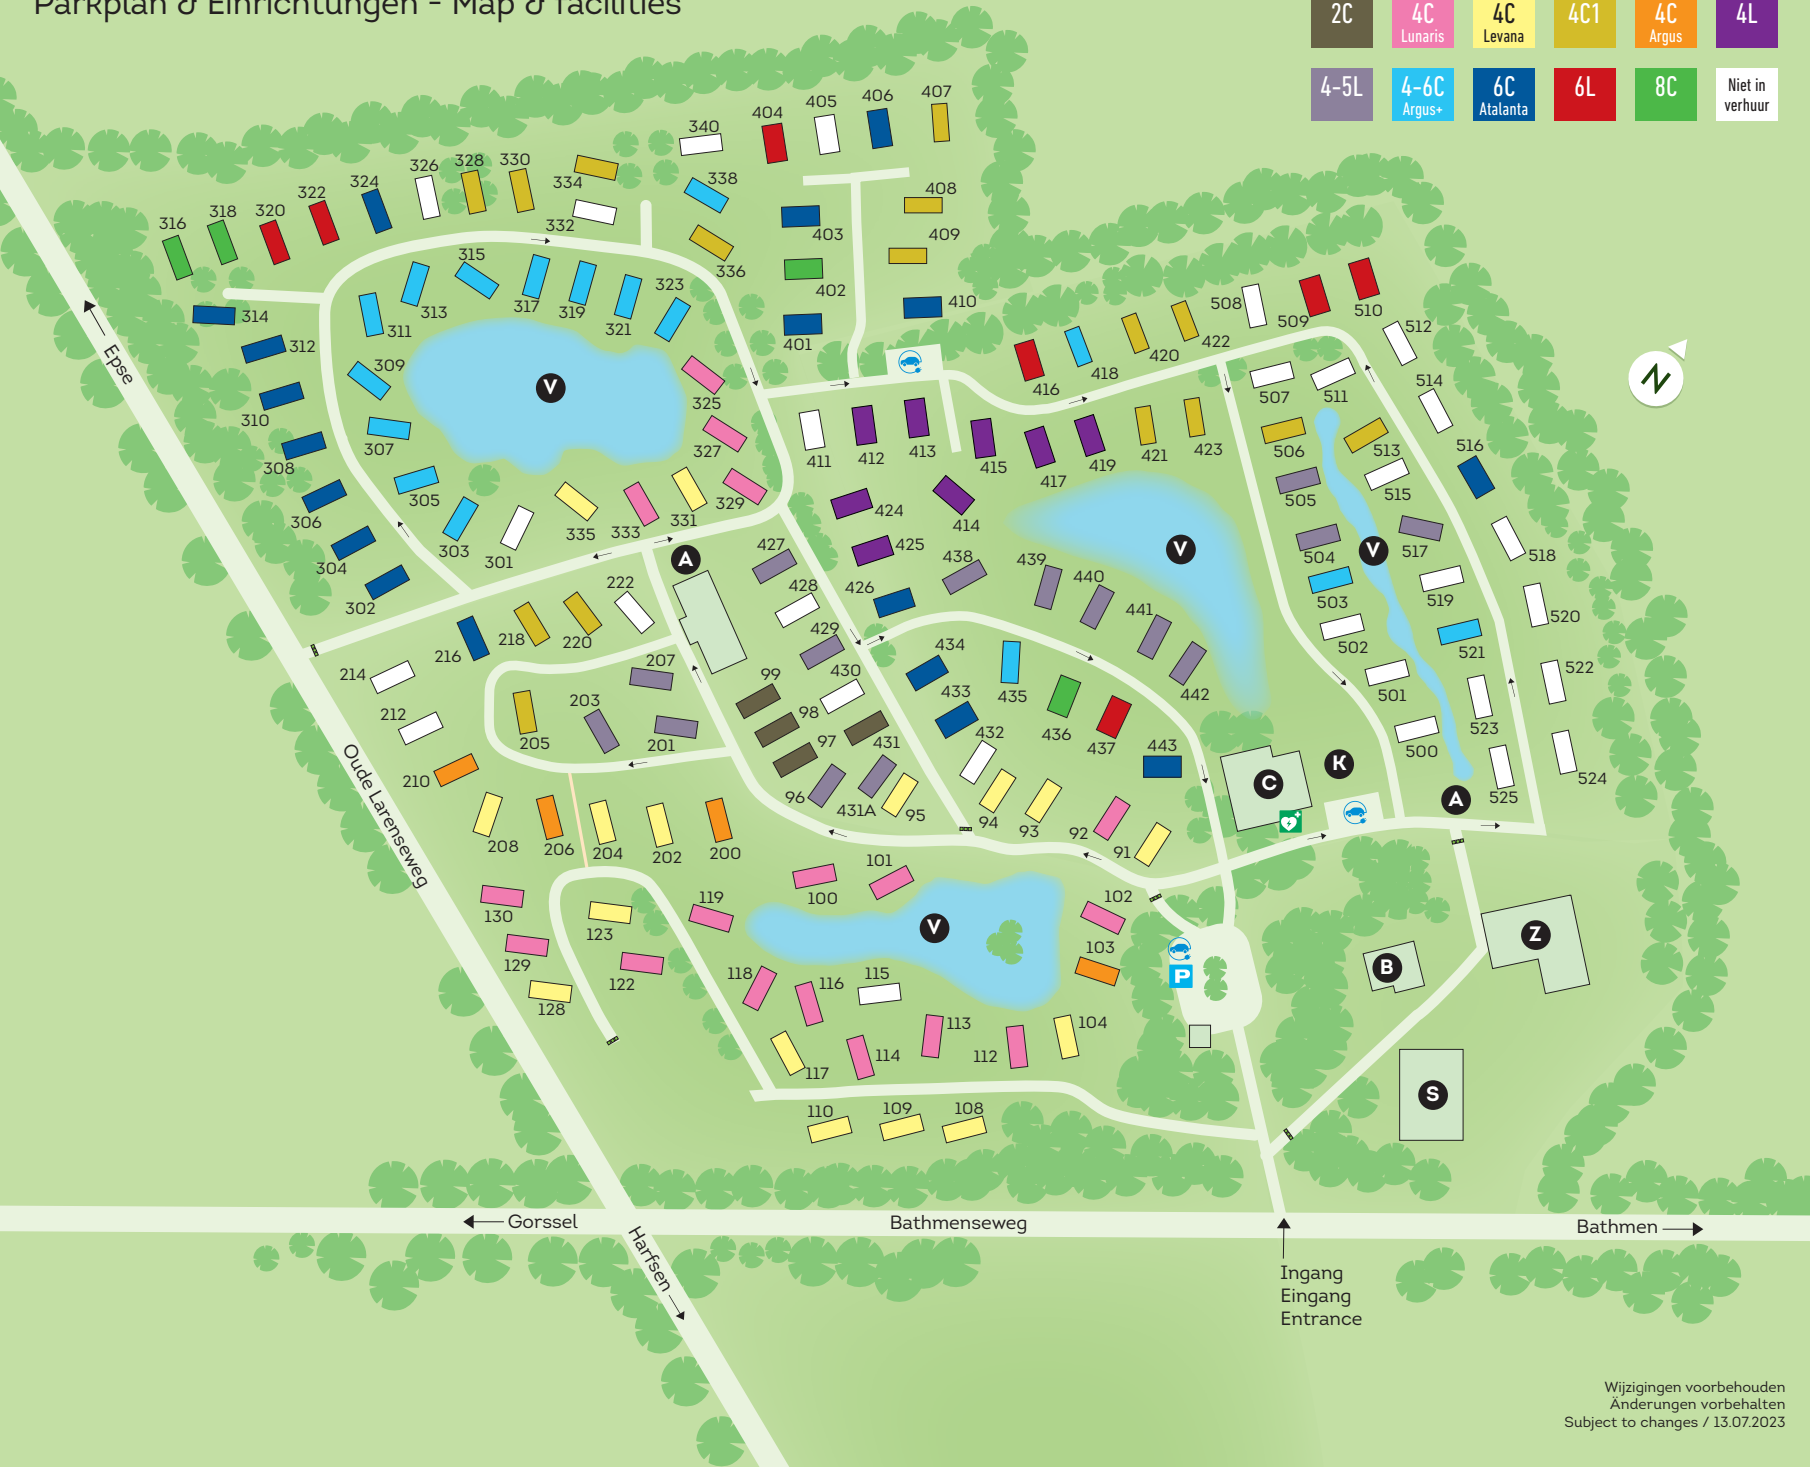 Parkplan & Einrichtungen - Map & facilities
2C
4C
Lunaris
4C
Levana
4C1
4C
Argus
4L
4-5L
4-6C
Argus+
6C
Atalanta
6L
8C
Niet in
verhuur
404 405 406 407
340
316 318 320 322 324 326 328 330 334 332
338 336
408 403 409 402 410 401
315 317 319 321 323 313 311
314 312 310 308 306 304 302
309 307 305 303 301 335 333 331 329 327 325
V
411 412 413 415 417 419 421 423
416 418 420 422
508 509 510 512 514 516 518 520 522 524
507 511 506 513 505 515 504 517 503 519 502 521 501 523 500 525
424 414 425 438 426 439 440 441 442
V
V
A
427 428 429 430 431 431A
434 433 432 435 436 437 443
222 220 218 216 214 212 210
207 203 205 201
208 206 204 202 200
99 98 97 96 95 94 93 92 91
C
K
A
100 101 102 103 104
119 118 117 116 115 114 113 112
V
130 129 128 123 122
110 109 108
P
B
Z
S
N
Epse
Oude Larenseweg
Harfsen
Gorssel
Bathmenseweg
Bathmen
Ingang
Eingang
Entrance
Wijzigingen voorbehouden
Änderungen vorbehalten
Subject to changes / 13.07.2023